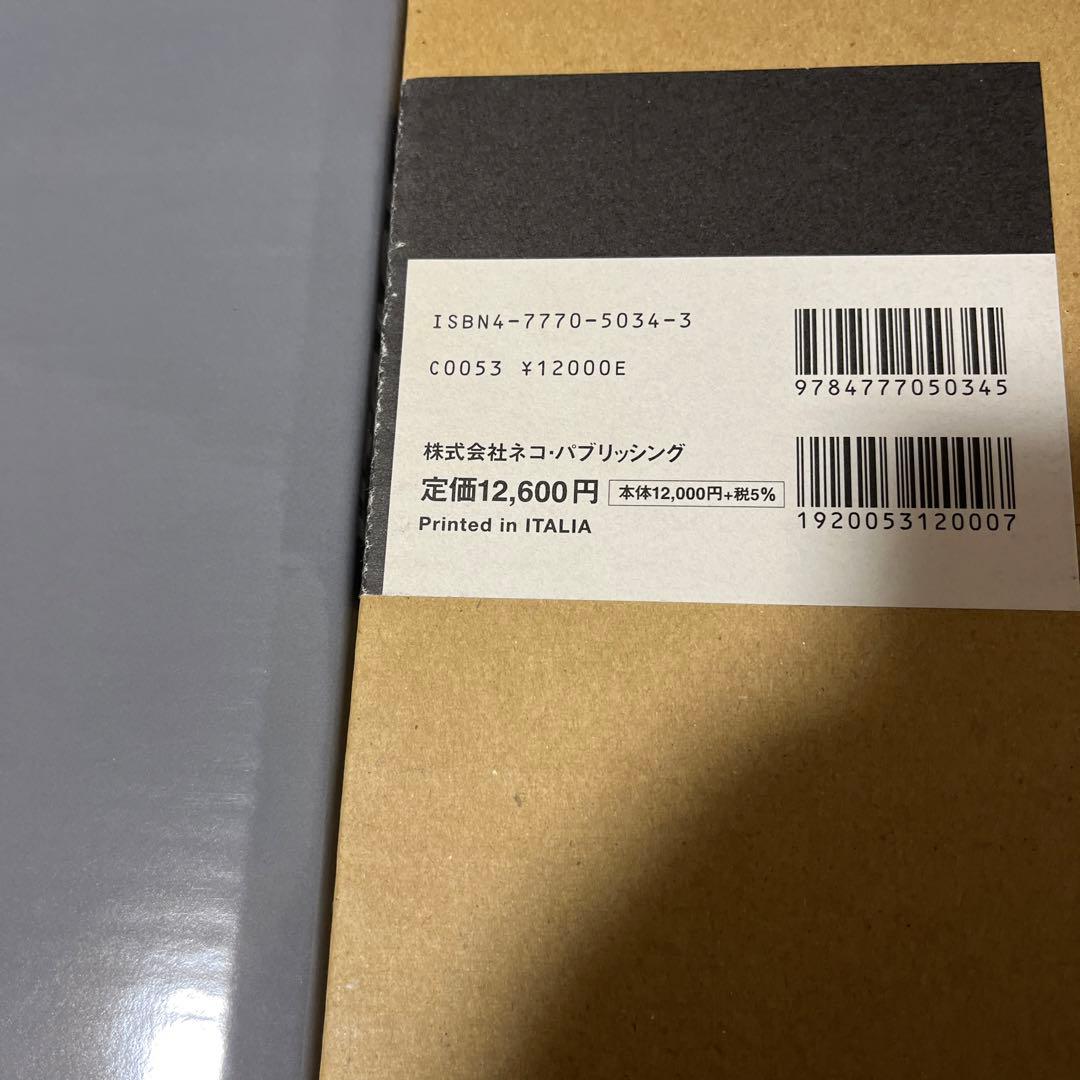 ISBN4-7770-5034-3
C0053 ¥12000E
9784777050345
株式会社ネコ・パブリッシング
定価12,600円 本体12,000円+税5%
Printed in ITALIA
1920053120007